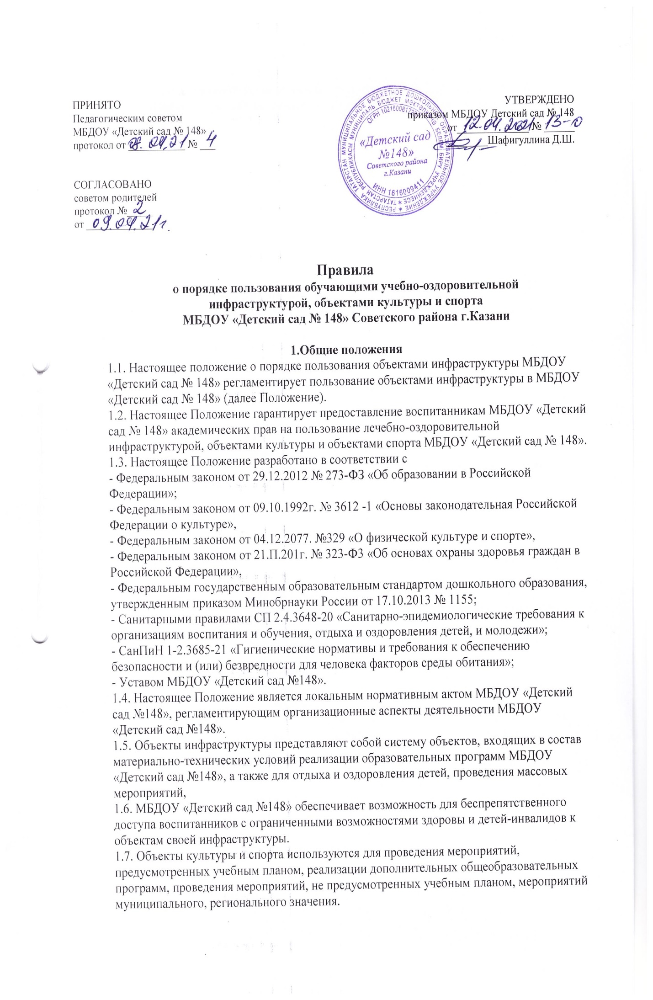 ПРИНЯТО
Педагогическим советом
МБДОУ «Детский сад № 148»
протокол от 08.04.21 № 4
УТВЕРЖДЕНО
приказом МБДОУ Детский сад № 148
от 12.04.2021 № 13-о
Шафигуллина Д.Ш.
РЕСПУБЛИКА ТАТАРСТАН МУНИЦИПАЛЬНОЕ БЮДЖЕТНОЕ ДОШКОЛЬНОЕ ОБРАЗОВАТЕЛЬНОЕ УЧРЕЖДЕНИЕ
ТАТАРСТАН РЕСПУБЛИКАСЫ МУНИЦИПАЛЬ БЮДЖЕТ МӘКТӘПКӘЧӘ БЕЛЕМ БИРҮ УЧРЕЖДЕНИЕСЕ
«Детский сад
№148»
Советского района
г.Казани
ИНН 1616009411
СОГЛАСОВАНО
советом родителей
протокол № 2
от 09.04.21г.
Правила
о порядке пользования обучающими учебно-оздоровительной
инфраструктурой, объектами культуры и спорта
МБДОУ «Детский сад № 148» Советского района г.Казани
1.Общие положения
1.1. Настоящее положение о порядке пользования объектами инфраструктуры МБДОУ
«Детский сад № 148» регламентирует пользование объектами инфраструктуры в МБДОУ
«Детский сад № 148» (далее Положение).
1.2. Настоящее Положение гарантирует предоставление воспитанникам МБДОУ «Детский
сад № 148» академических прав на пользование лечебно-оздоровительной
инфраструктурой, объектами культуры и объектами спорта МБДОУ «Детский сад № 148».
1.3. Настоящее Положение разработано в соответствии с
- Федеральным законом от 29.12.2012 № 273-ФЗ «Об образовании в Российской
Федерации»;
- Федеральным законом от 09.10.1992г. № 3612 -1 «Основы законодательная Российской
Федерации о культуре»,
- Федеральным законом от 04.12.2077. №329 «О физической культуре и спорте»,
- Федеральным законом от 21.П.201г. № 323-ФЗ «Об основах охраны здоровья граждан в
Российской Федерации»,
- Федеральным государственным образовательным стандартом дошкольного образования,
утвержденным приказом Минобрнауки России от 17.10.2013 № 1155;
- Санитарными правилами СП 2.4.3648-20 «Санитарно-эпидемиологические требования к
организациям воспитания и обучения, отдыха и оздоровления детей, и молодежи»;
- СанПиН 1-2.3685-21 «Гигиенические нормативы и требования к обеспечению
безопасности и (или) безвредности для человека факторов среды обитания»;
- Уставом МБДОУ «Детский сад №148».
1.4. Настоящее Положение является локальным нормативным актом МБДОУ «Детский
сад №148», регламентирующим организационные аспекты деятельности МБДОУ
«Детский сад №148».
1.5. Объекты инфраструктуры представляют собой систему объектов, входящих в состав
материально-технических условий реализации образовательных программ МБДОУ
«Детский сад №148», а также для отдыха и оздоровления детей, проведения массовых
мероприятий,
1.6. МБДОУ «Детский сад №148» обеспечивает возможность для беспрепятственного
доступа воспитанников с ограниченными возможностями здоровы и детей-инвалидов к
объектам своей инфраструктуры.
1.7. Объекты культуры и спорта используются для проведения мероприятий,
предусмотренных учебным планом, реализации дополнительных общеобразовательных
программ, проведения мероприятий, не предусмотренных учебным планом, мероприятий
муниципального, регионального значения.